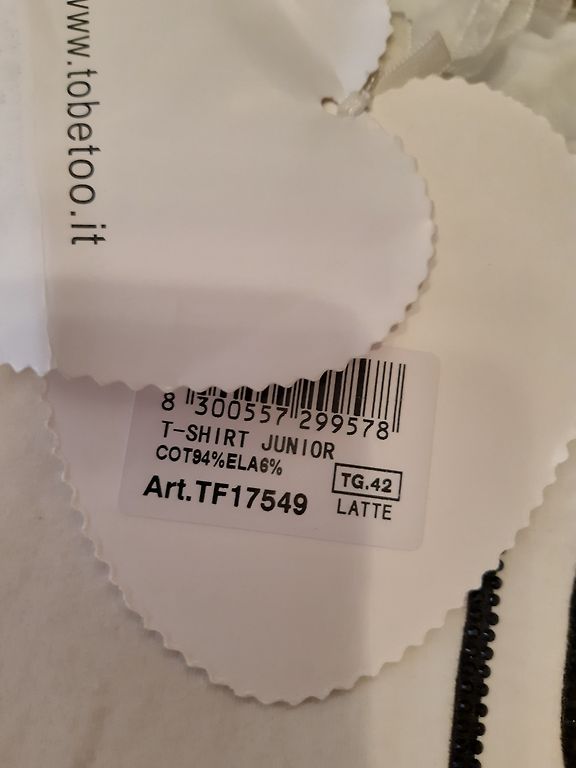 www.tobetoo.it
8 300557 299578
T-SHIRT JUNIOR
COT94%ELA6%
Art.TF17549
TG.42
LATTE